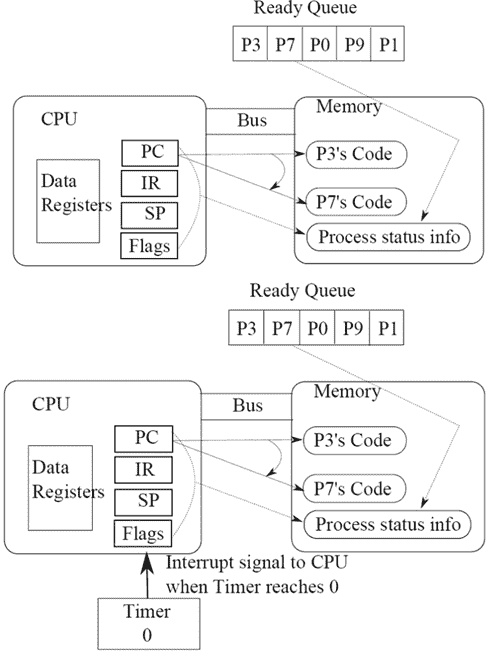 Ready Queue
P3 P7 P0 P9 P1
CPU
Bus
Memory
PC
P3's Code
Data
Registers
IR
SP
P7's Code
Flags
Process status info
Ready Queue
P3 P7 P0 P9 P1
CPU
Bus
Memory
PC
P3's Code
Data
Registers
IR
SP
P7's Code
Flags
Process status info
Interrupt signal to CPU
when Timer reaches 0
Timer
0